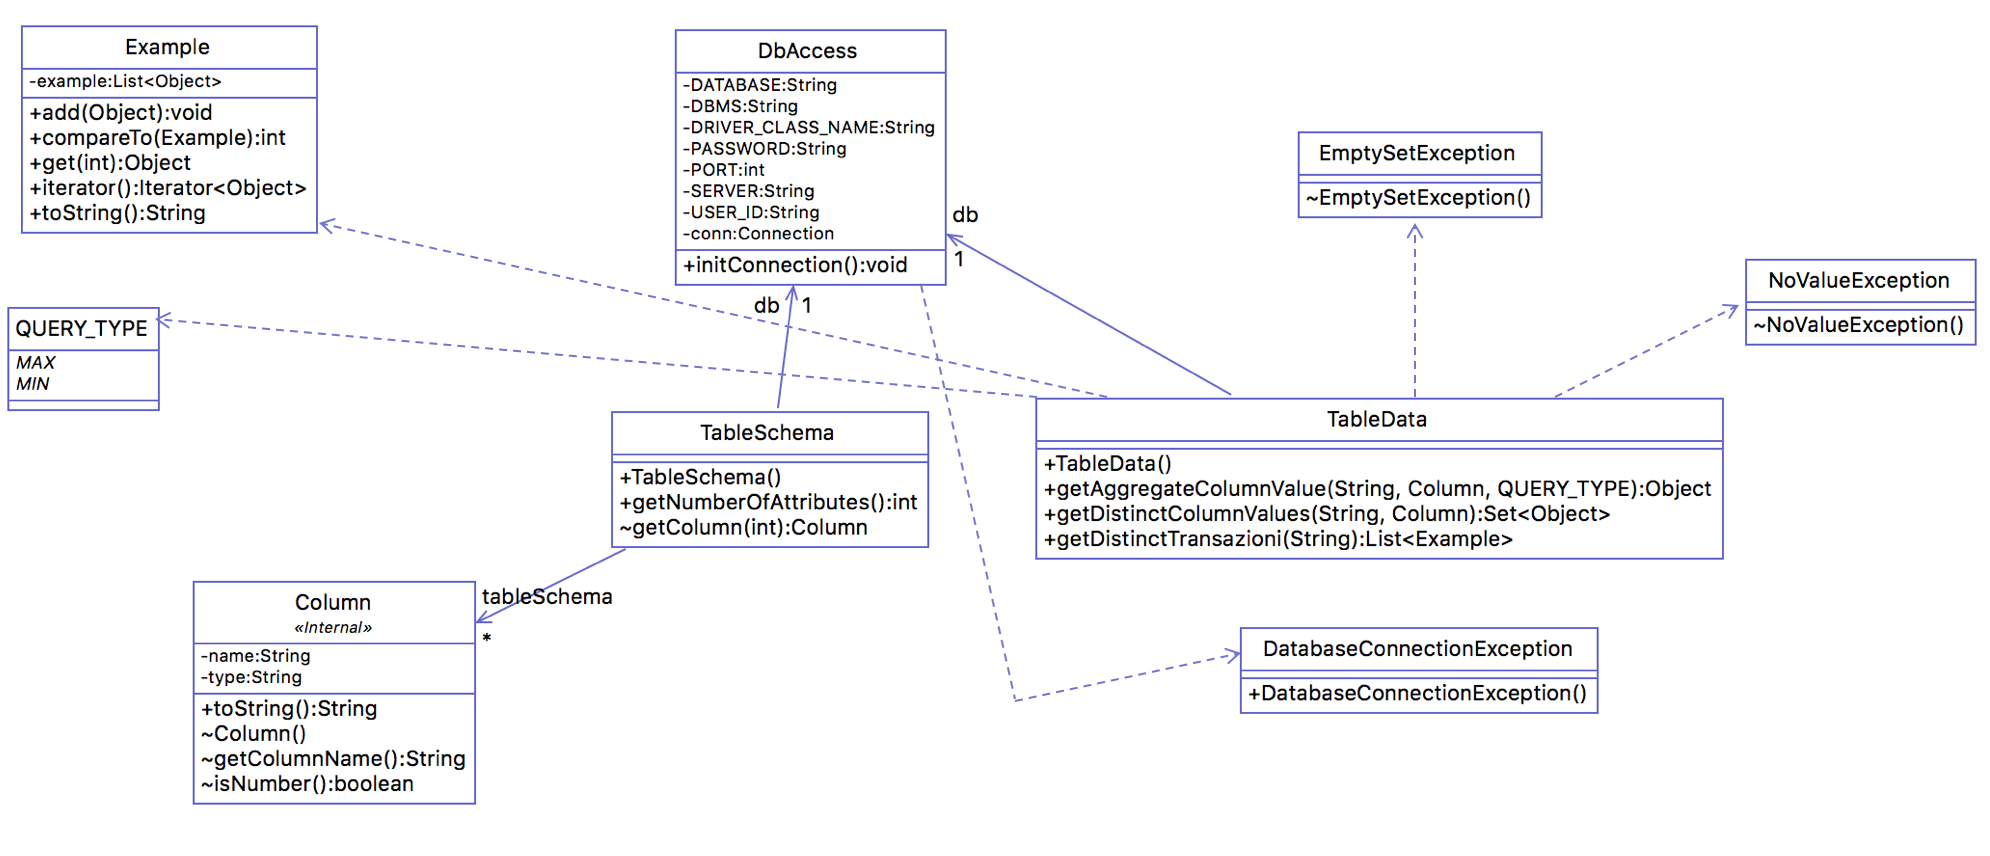 Example
-example:List<Object>
+add(Object):void
+compareTo(Example):int
+get(int):Object
+iterator():Iterator<Object>
+toString():String
DbAccess
-DATABASE:String
-DBMS:String
-DRIVER_CLASS_NAME:String
-PASSWORD:String
-PORT:int
-SERVER:String
-USER_ID:String
-conn:Connection
+initConnection():void
db
1
db
1
EmptySetException
~EmptySetException()
NoValueException
~NoValueException()
QUERY_TYPE
MAX
MIN
TableSchema
+TableSchema()
+getNumberOfAttributes():int
~getColumn(int):Column
TableData
+TableData()
+getAggregateColumnValue(String, Column, QUERY_TYPE):Object
+getDistinctColumnValues(String, Column):Set<Object>
+getDistinctTransazioni(String):List<Example>
tableSchema
*
Column
«Internal»
-name:String
-type:String
+toString():String
~Column()
~getColumnName():String
~isNumber():boolean
DatabaseConnectionException
+DatabaseConnectionException()